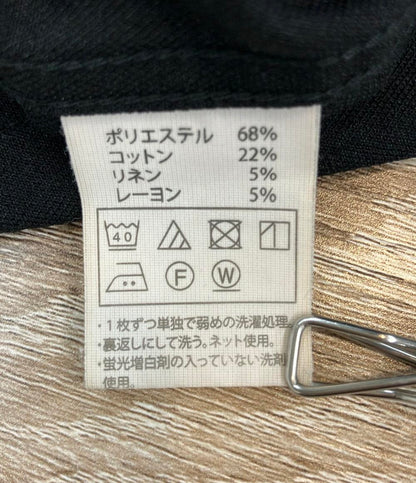 ポリエステル 68%
コットン 22%
リネン 5%
レーヨン 5%
40
F W
・1枚ずつ単独で弱めの洗濯処理。
・裏返しにして洗う。ネット使用。
・蛍光増白剤の入っていない洗剤
使用。